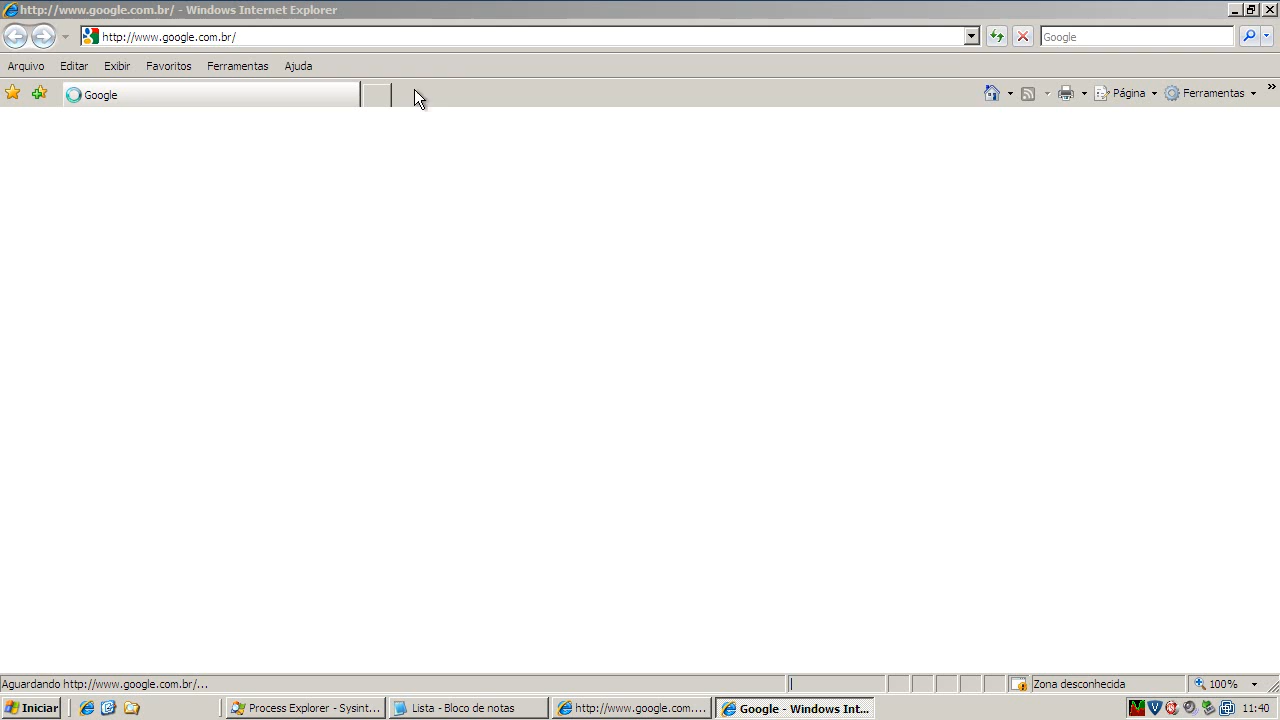 http://www.google.com.br/ - Windows Internet Explorer
http://www.google.com.br/
Google
Arquivo Editar Exibir Favoritos Ferramentas Ajuda
Google
Página Ferramentas
Aguardando http://www.google.com.br/...
Zona desconhecida
100%
Iniciar
Process Explorer - Sysint...
Lista - Bloco de notas
http://www.google.com....
Google - Windows Int...
11:40